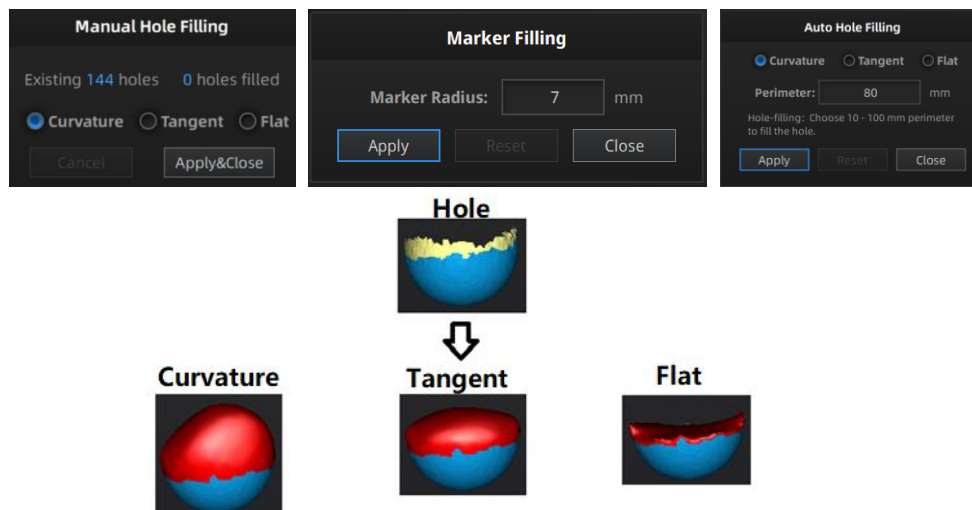 Manual Hole Filling
Existing 144 holes 0 holes filled
Curvature Tangent Flat
Cancel Apply&Close
Marker Filling
Marker Radius: 7 mm
Apply Reset Close
Auto Hole Filling
Curvature Tangent Flat
Perimeter: 80 mm
Hole-filling: Choose 10 - 100 mm perimeter
to fill the hole.
Apply Reset Close
Hole
Curvature Tangent Flat